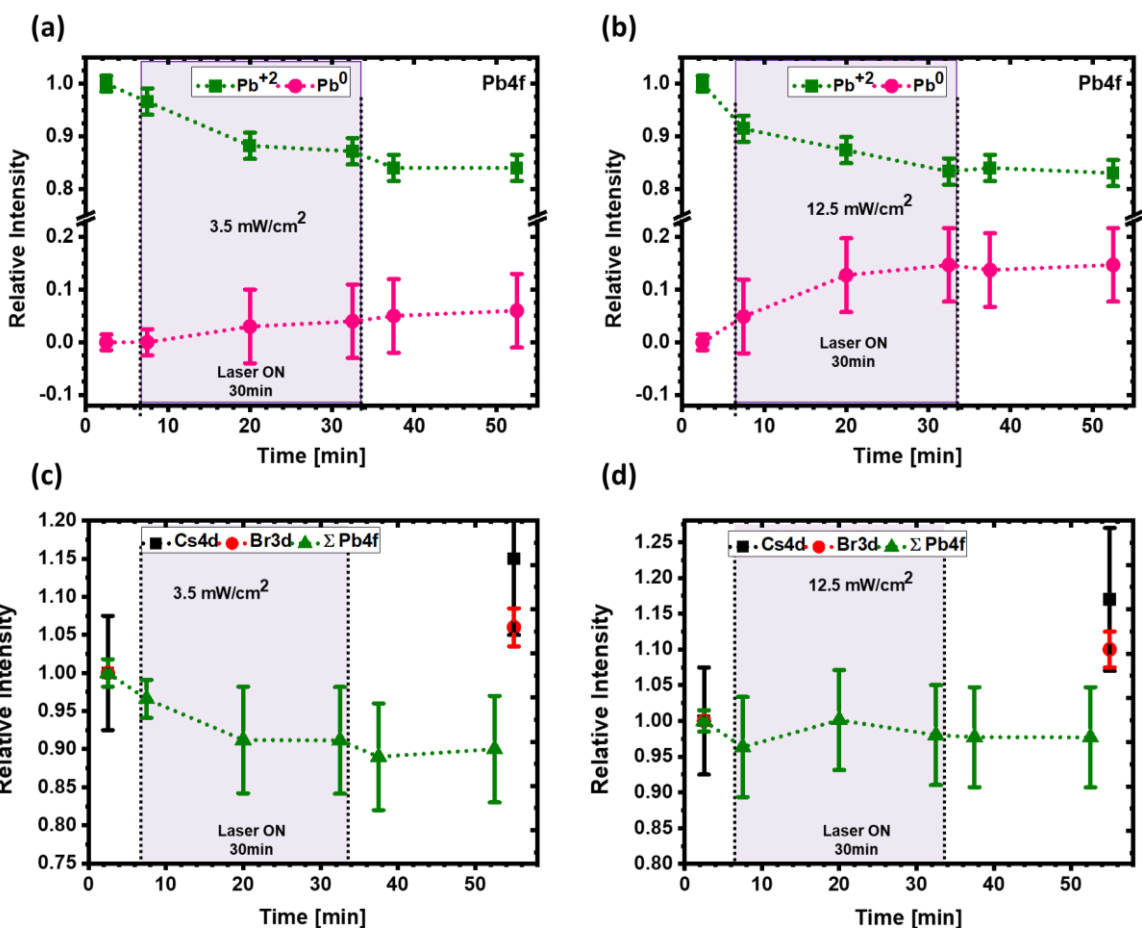 (a)
Pb+2 Pb0
Pb4f
1.0
0.9
0.8
0.2
0.1
0.0
-0.1
Relative Intensity
3.5 mW/cm2
Laser ON
30min
0 10 20 30 40 50
Time [min]
(b)
Pb+2 Pb0
Pb4f
1.0
0.9
0.8
0.2
0.1
0.0
-0.1
Relative Intensity
12.5 mW/cm2
Laser ON
30min
0 10 20 30 40 50
Time [min]
(c)
Cs4d Br3d Σ Pb4f
1.20
1.15
1.10
1.05
1.00
0.95
0.90
0.85
0.80
0.75
Relative Intensity
3.5 mW/cm2
Laser ON
30min
0 10 20 30 40 50
Time [min]
(d)
Cs4d Br3d Σ Pb4f
1.25
1.20
1.15
1.10
1.05
1.00
0.95
0.90
0.85
0.80
Relative Intensity
12.5 mW/cm2
Laser ON
30min
0 10 20 30 40 50
Time [min]